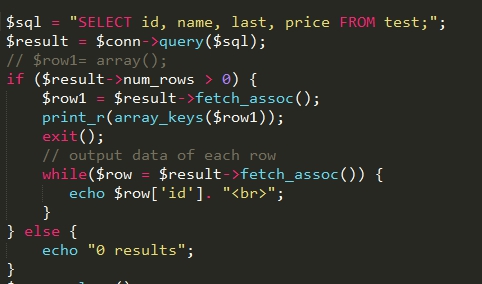 $sql = "SELECT id, name, last, price FROM test;";
$result = $conn->query($sql);
// $row1= array();
if ($result->num_rows > 0) {
$row1 = $result->fetch_assoc();
print_r(array_keys($row1));
exit();
// output data of each row
while($row = $result->fetch_assoc()) {
echo $row['id']. "<br>";
}
} else {
echo "0 results";
}